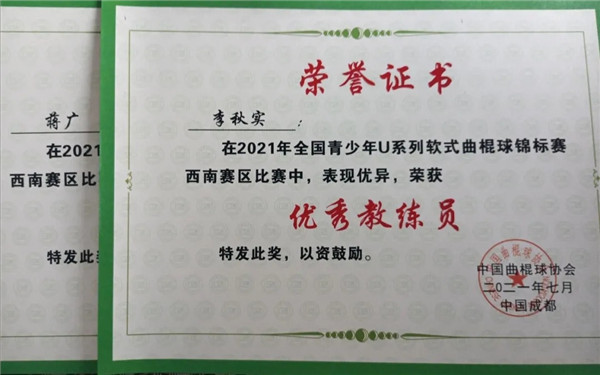 蒋广
在2021
西南赛区比
特发此奖
荣誉证书
李秋实：
在2021年全国青少年U系列软式曲棍球锦标赛
西南赛区比赛中，表现优异，荣获
优秀教练员
特发此奖，以资鼓励。
中国曲棍球协会
二〇二一年七月
中国成都